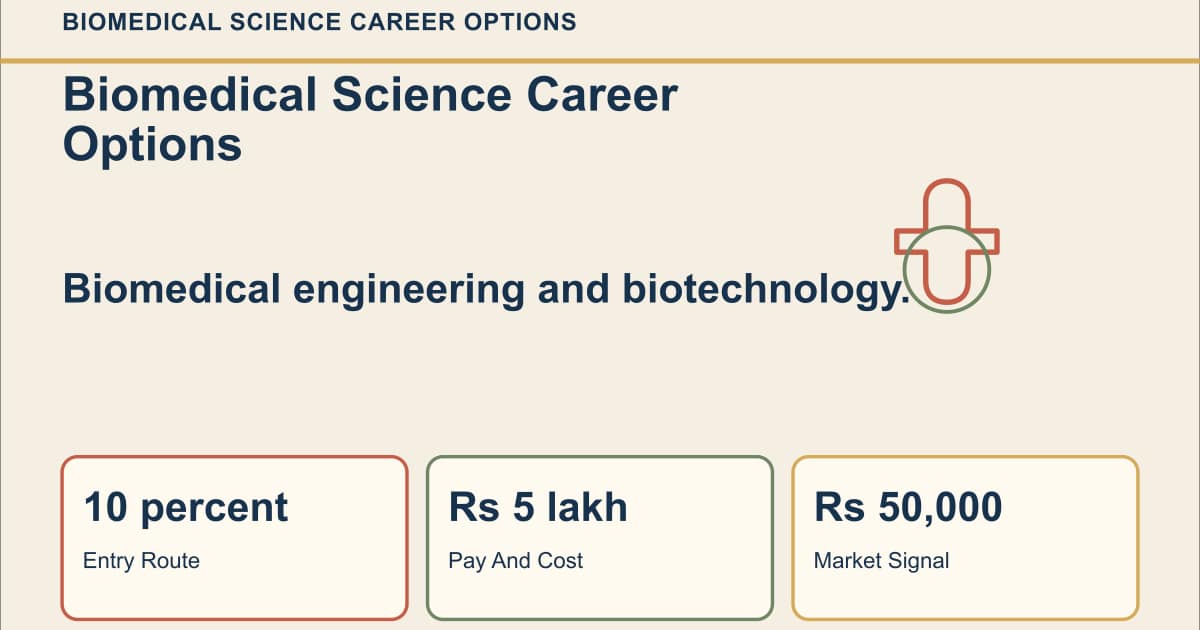 BIOMEDICAL SCIENCE CAREER OPTIONS
Biomedical Science Career
Options
Biomedical engineering and biotechnology.
10 percent
Entry Route
Rs 5 lakh
Pay And Cost
Rs 50,000
Market Signal